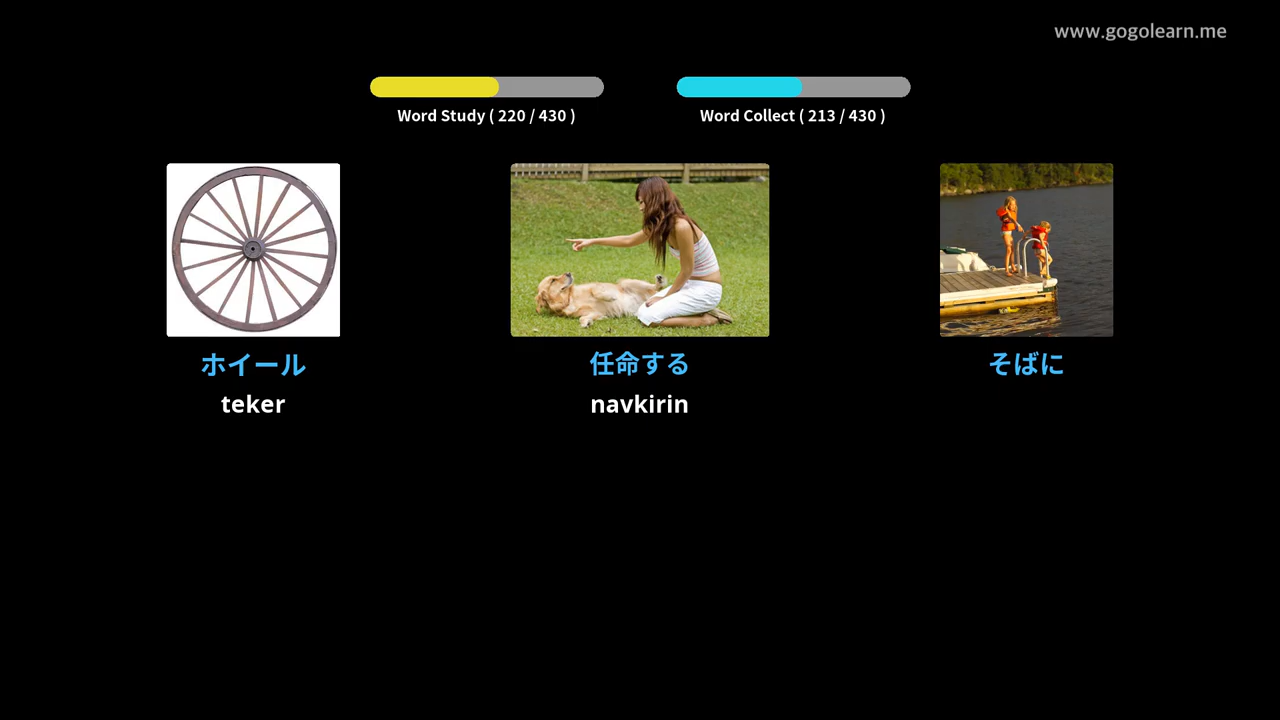 www.gogolearn.me
Word Study ( 220 / 430 )
Word Collect ( 213 / 430 )
ホイール
teker
任命する
navkirin
そばに